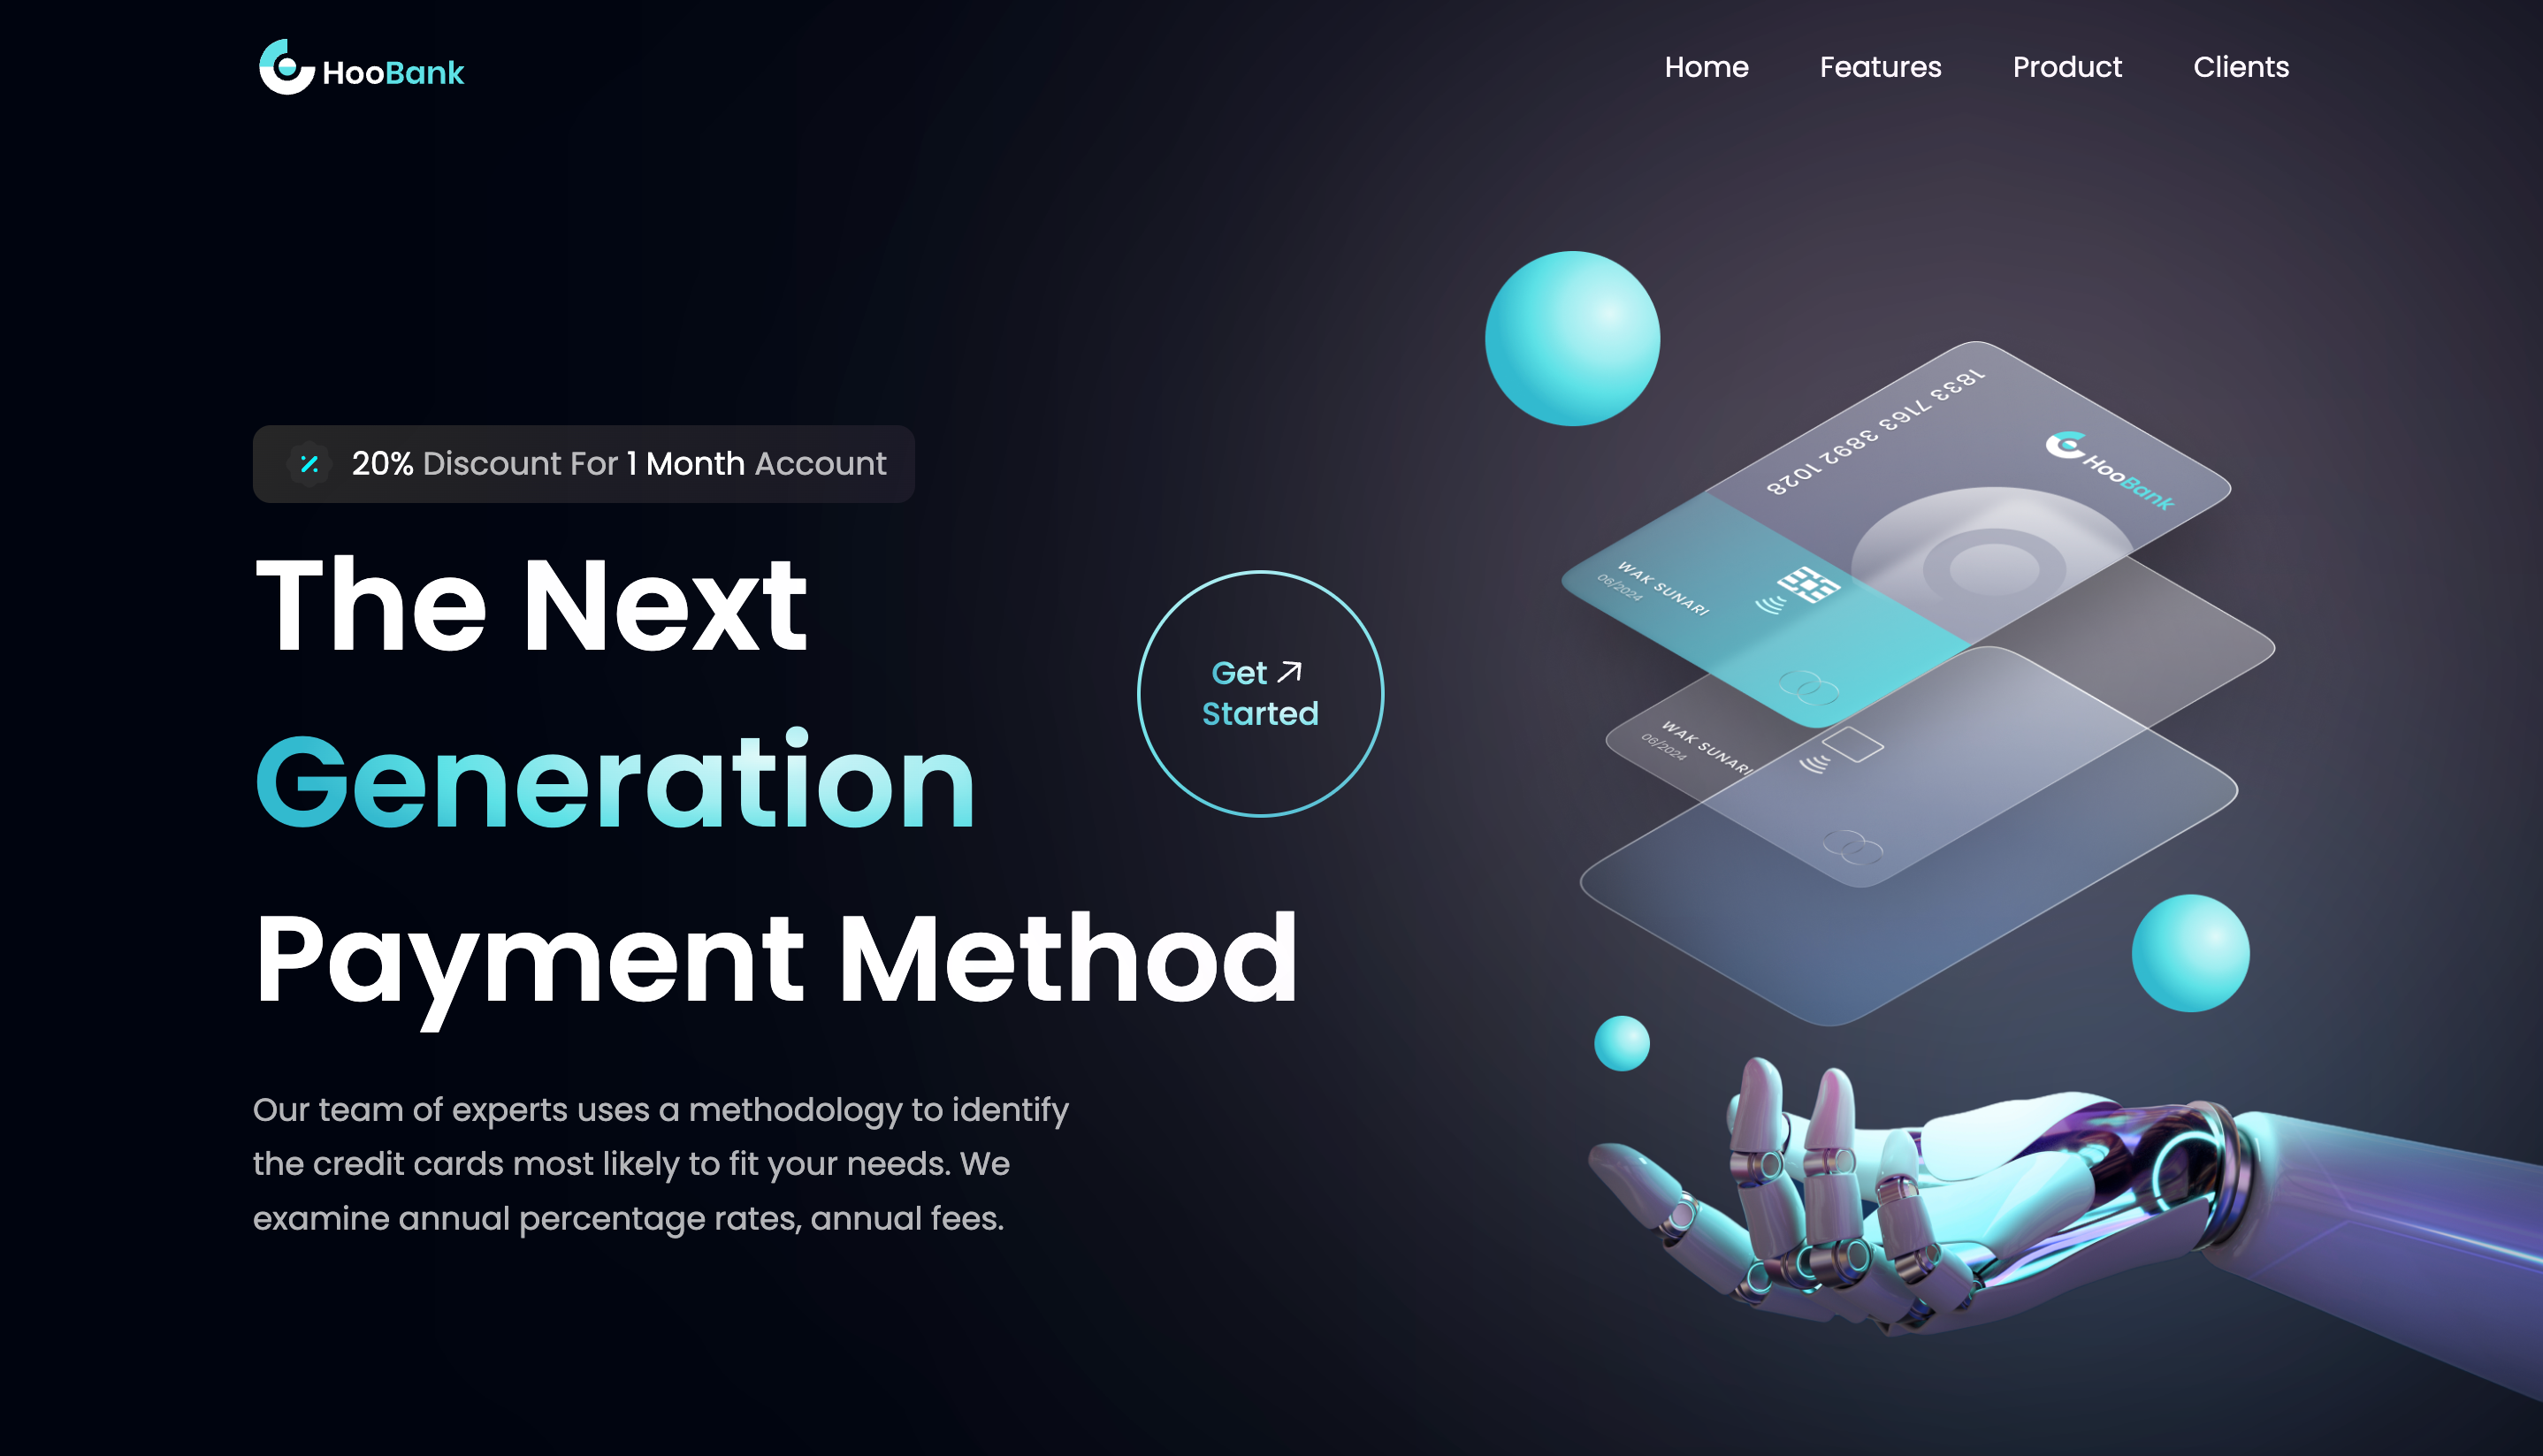 HooBank
Home Features Product Clients
20% Discount For 1 Month Account
The Next
Generation
Payment Method
Get
Started
Our team of experts uses a methodology to identify
the credit cards most likely to fit your needs. We
examine annual percentage rates, annual fees.
1833 7163 3892 1028
HooBank
WAK SUNARI
06/2024
WAK SUNARI
06/2024